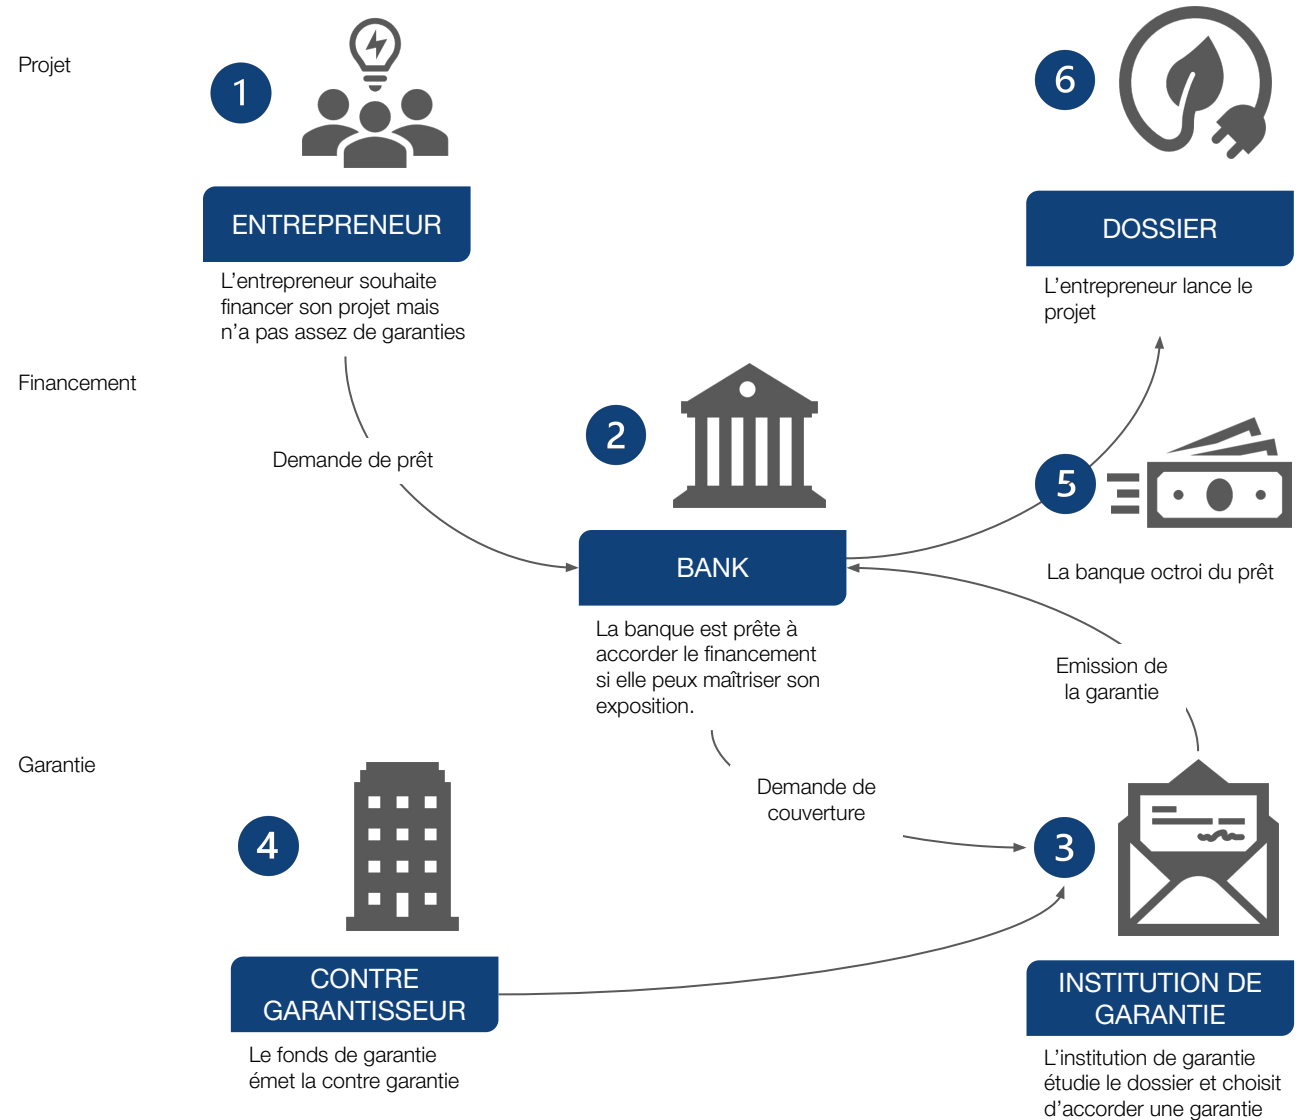 Projet
1
ENTREPRENEUR
L'entrepreneur souhaite
financer son projet mais
n'a pas assez de garanties
6
DOSSIER
L'entrepreneur lance le
projet
Financement
Demande de prêt
2
BANK
La banque est prête à
accorder le financement
si elle peux maîtriser son
exposition.
5
La banque octroi du prêt
Emission de
la garantie
Garantie
Demande de
couverture
4
CONTRE
GARANTISSEUR
Le fonds de garantie
émet la contre garantie
3
INSTITUTION DE
GARANTIE
L'institution de garantie
étudie le dossier et choisit
d'accorder une garantie